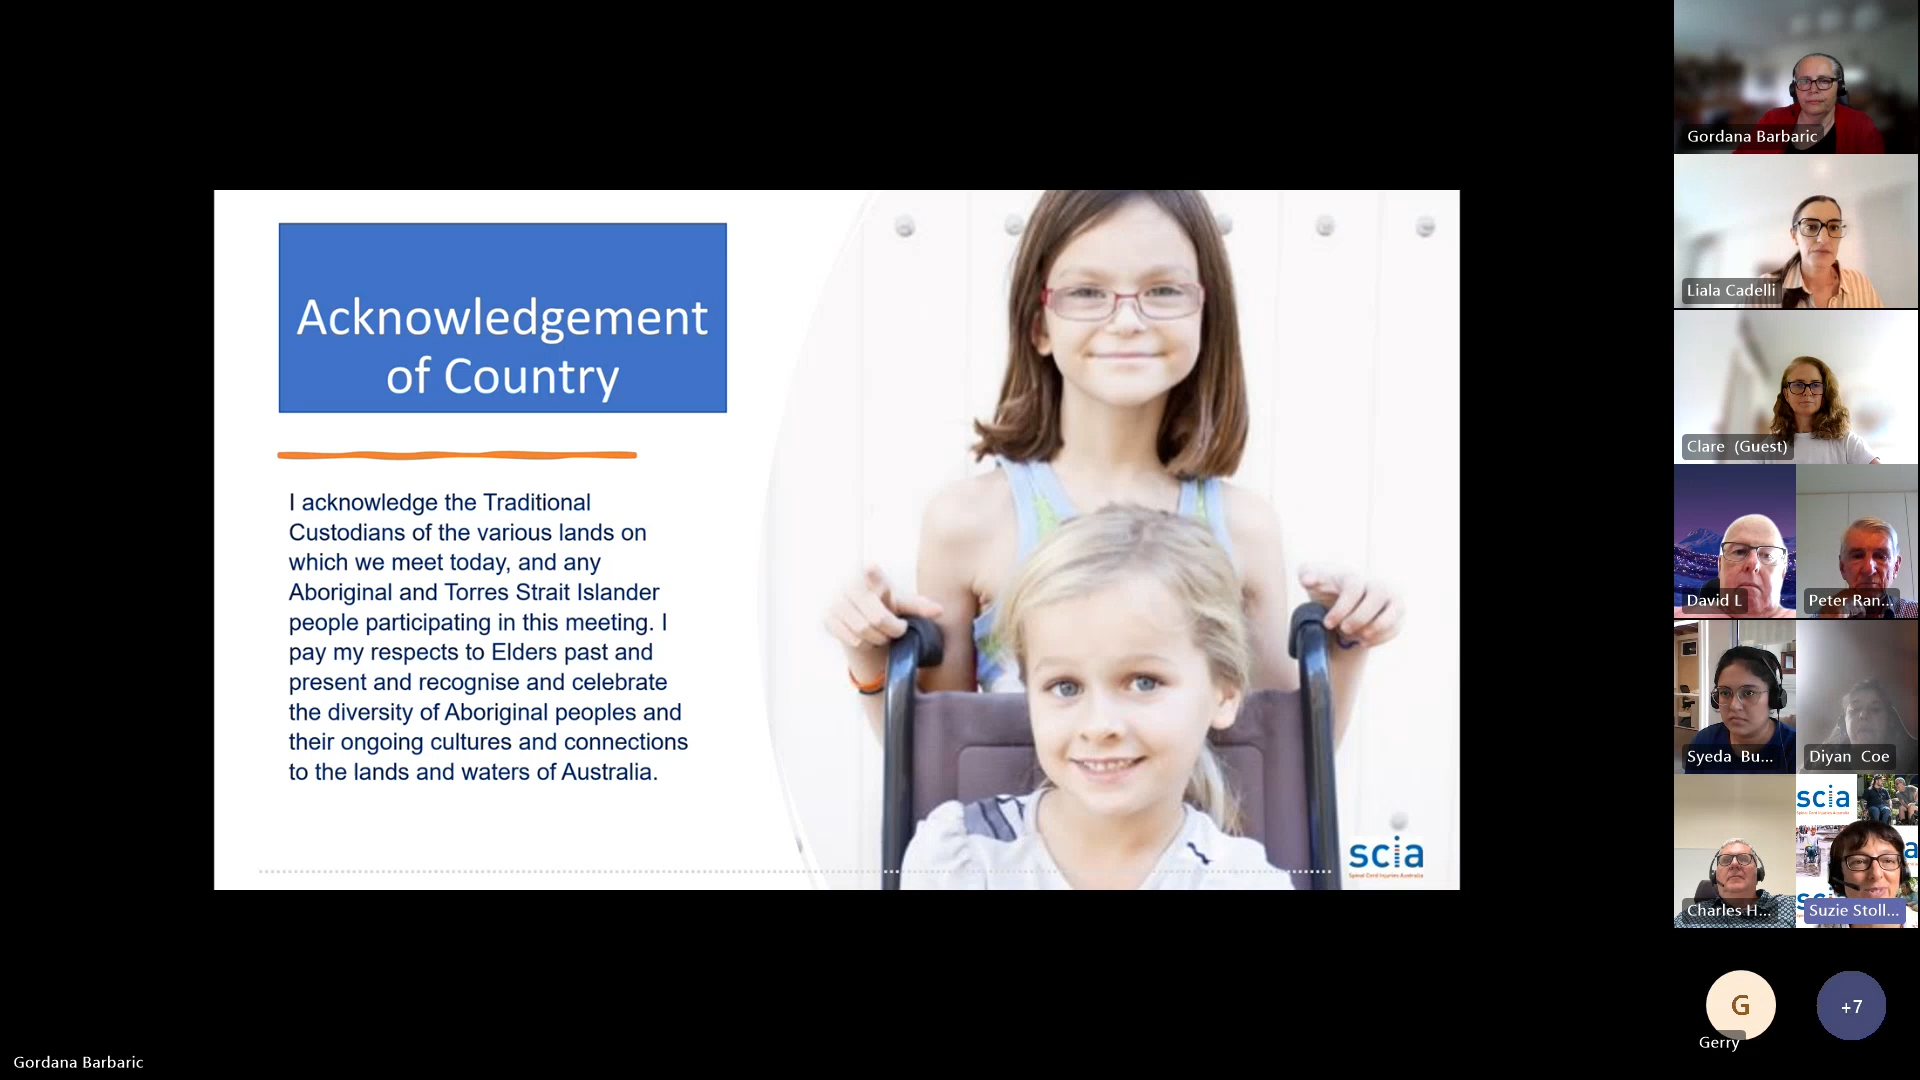 Acknowledgement
of Country
I acknowledge the Traditional
Custodians of the various lands on
which we meet today, and any
Aboriginal and Torres Strait Islander
people participating in this meeting. I
pay my respects to Elders past and
present and recognise and celebrate
the diversity of Aboriginal peoples and
their ongoing cultures and connections
to the lands and waters of Australia.
scia
Spinal Cord Injuries Australia
Gordana Barbaric
Liala Cadelli
Clare (Guest)
David L
Peter Ran...
Syeda Bu...
Diyan Coe
scia
Charles H...
Suzie Stoll...
G
+7
Gerry
Gordana Barbaric